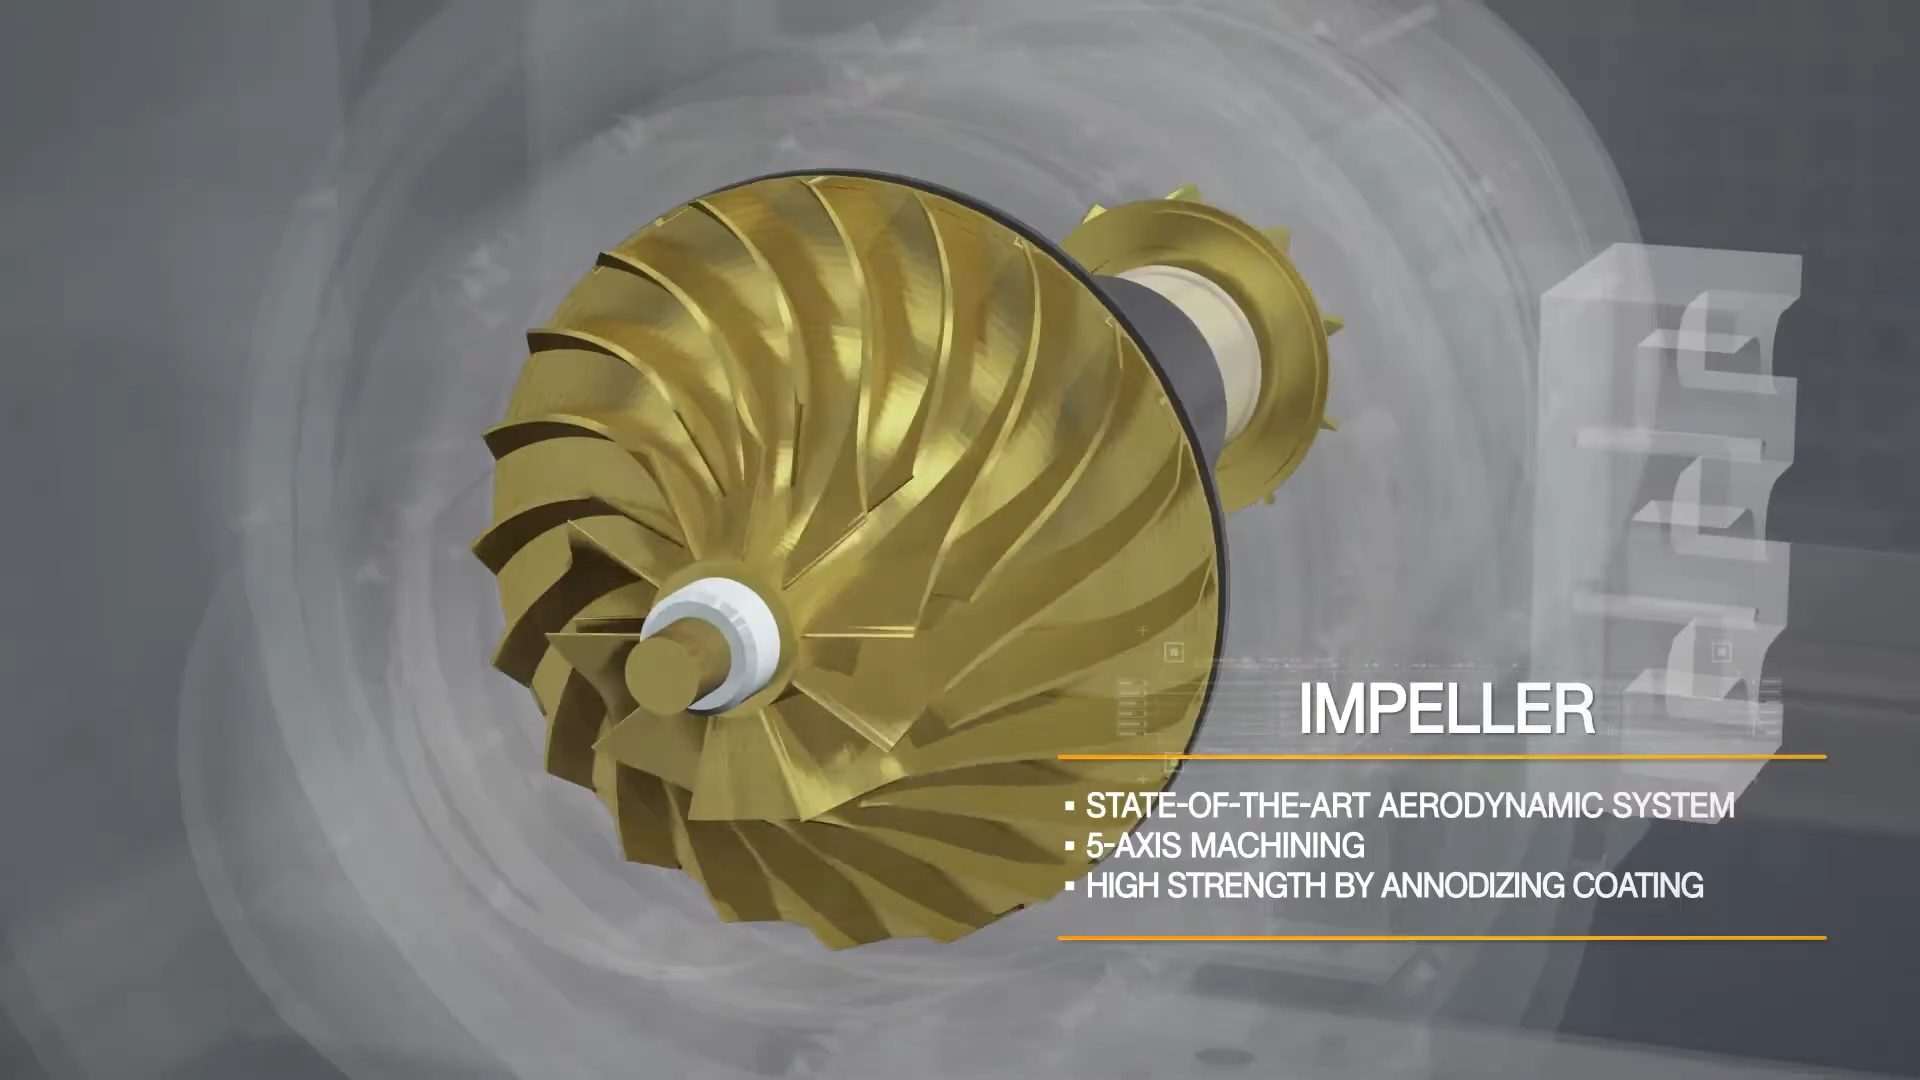 IMPELLER
▪ STATE-OF-THE-ART AERODYNAMIC SYSTEM
▪ 5-AXIS MACHINING
▪ HIGH STRENGTH BY ANNODIZING COATING